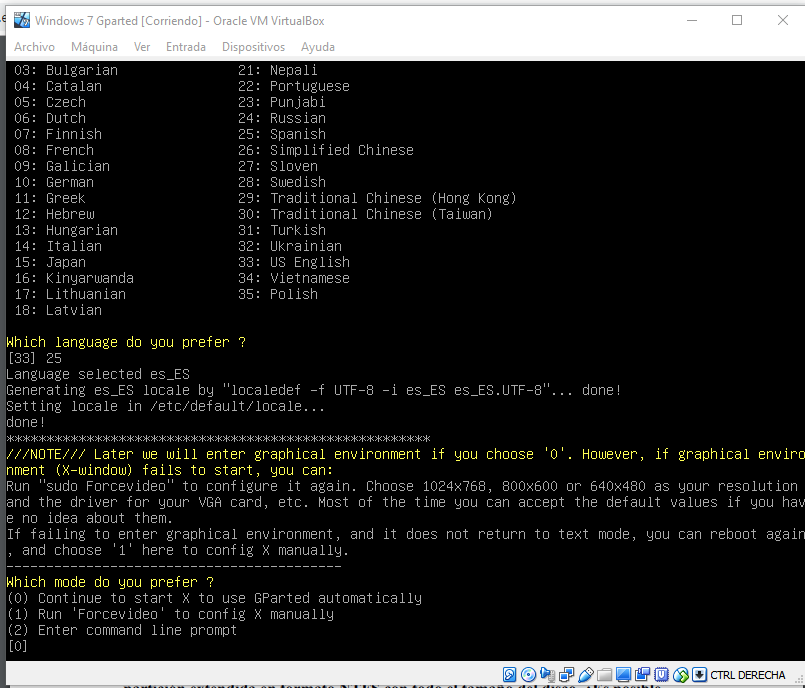 Windows 7 Gparted [Corriendo] - Oracle VM VirtualBox
Archivo Máquina Ver Entrada Dispositivos Ayuda
03: Bulgarian 21: Nepali
04: Catalan 22: Portuguese
05: Czech 23: Punjabi
06: Dutch 24: Russian
07: Finnish 25: Spanish
08: French 26: Simplified Chinese
09: Galician 27: Sloven
10: German 28: Swedish
11: Greek 29: Traditional Chinese (Hong Kong)
12: Hebrew 30: Traditional Chinese (Taiwan)
13: Hungarian 31: Turkish
14: Italian 32: Ukrainian
15: Japan 33: US English
16: Kinyarwanda 34: Vietnamese
17: Lithuanian 35: Polish
18: Latvian
Which language do you prefer ?
[33] 25
Language selected es_ES
Generating es_ES locale by "localedef -f UTF-8 -i es_ES es_ES.UTF-8"... done!
Setting locale in /etc/default/locale...
done!
*****************************************************
///NOTE/// Later we will enter graphical environment if you choose '0'. However, if graphical enviro
nment (X-window) fails to start, you can:
Run "sudo Forcevideo" to configure it again. Choose 1024x768, 800x600 or 640x480 as your resolution
and the driver for your VGA card, etc. Most of the time you can accept the default values if you hav
e no idea about them.
If failing to enter graphical environment, and it does not return to text mode, you can reboot again
, and choose '1' here to config X manually.
------------------------------------------
Which mode do you prefer ?
(0) Continue to start X to use GParted automatically
(1) Run 'Forcevideo' to config X manually
(2) Enter command line prompt
[0]
CTRL DERECHA